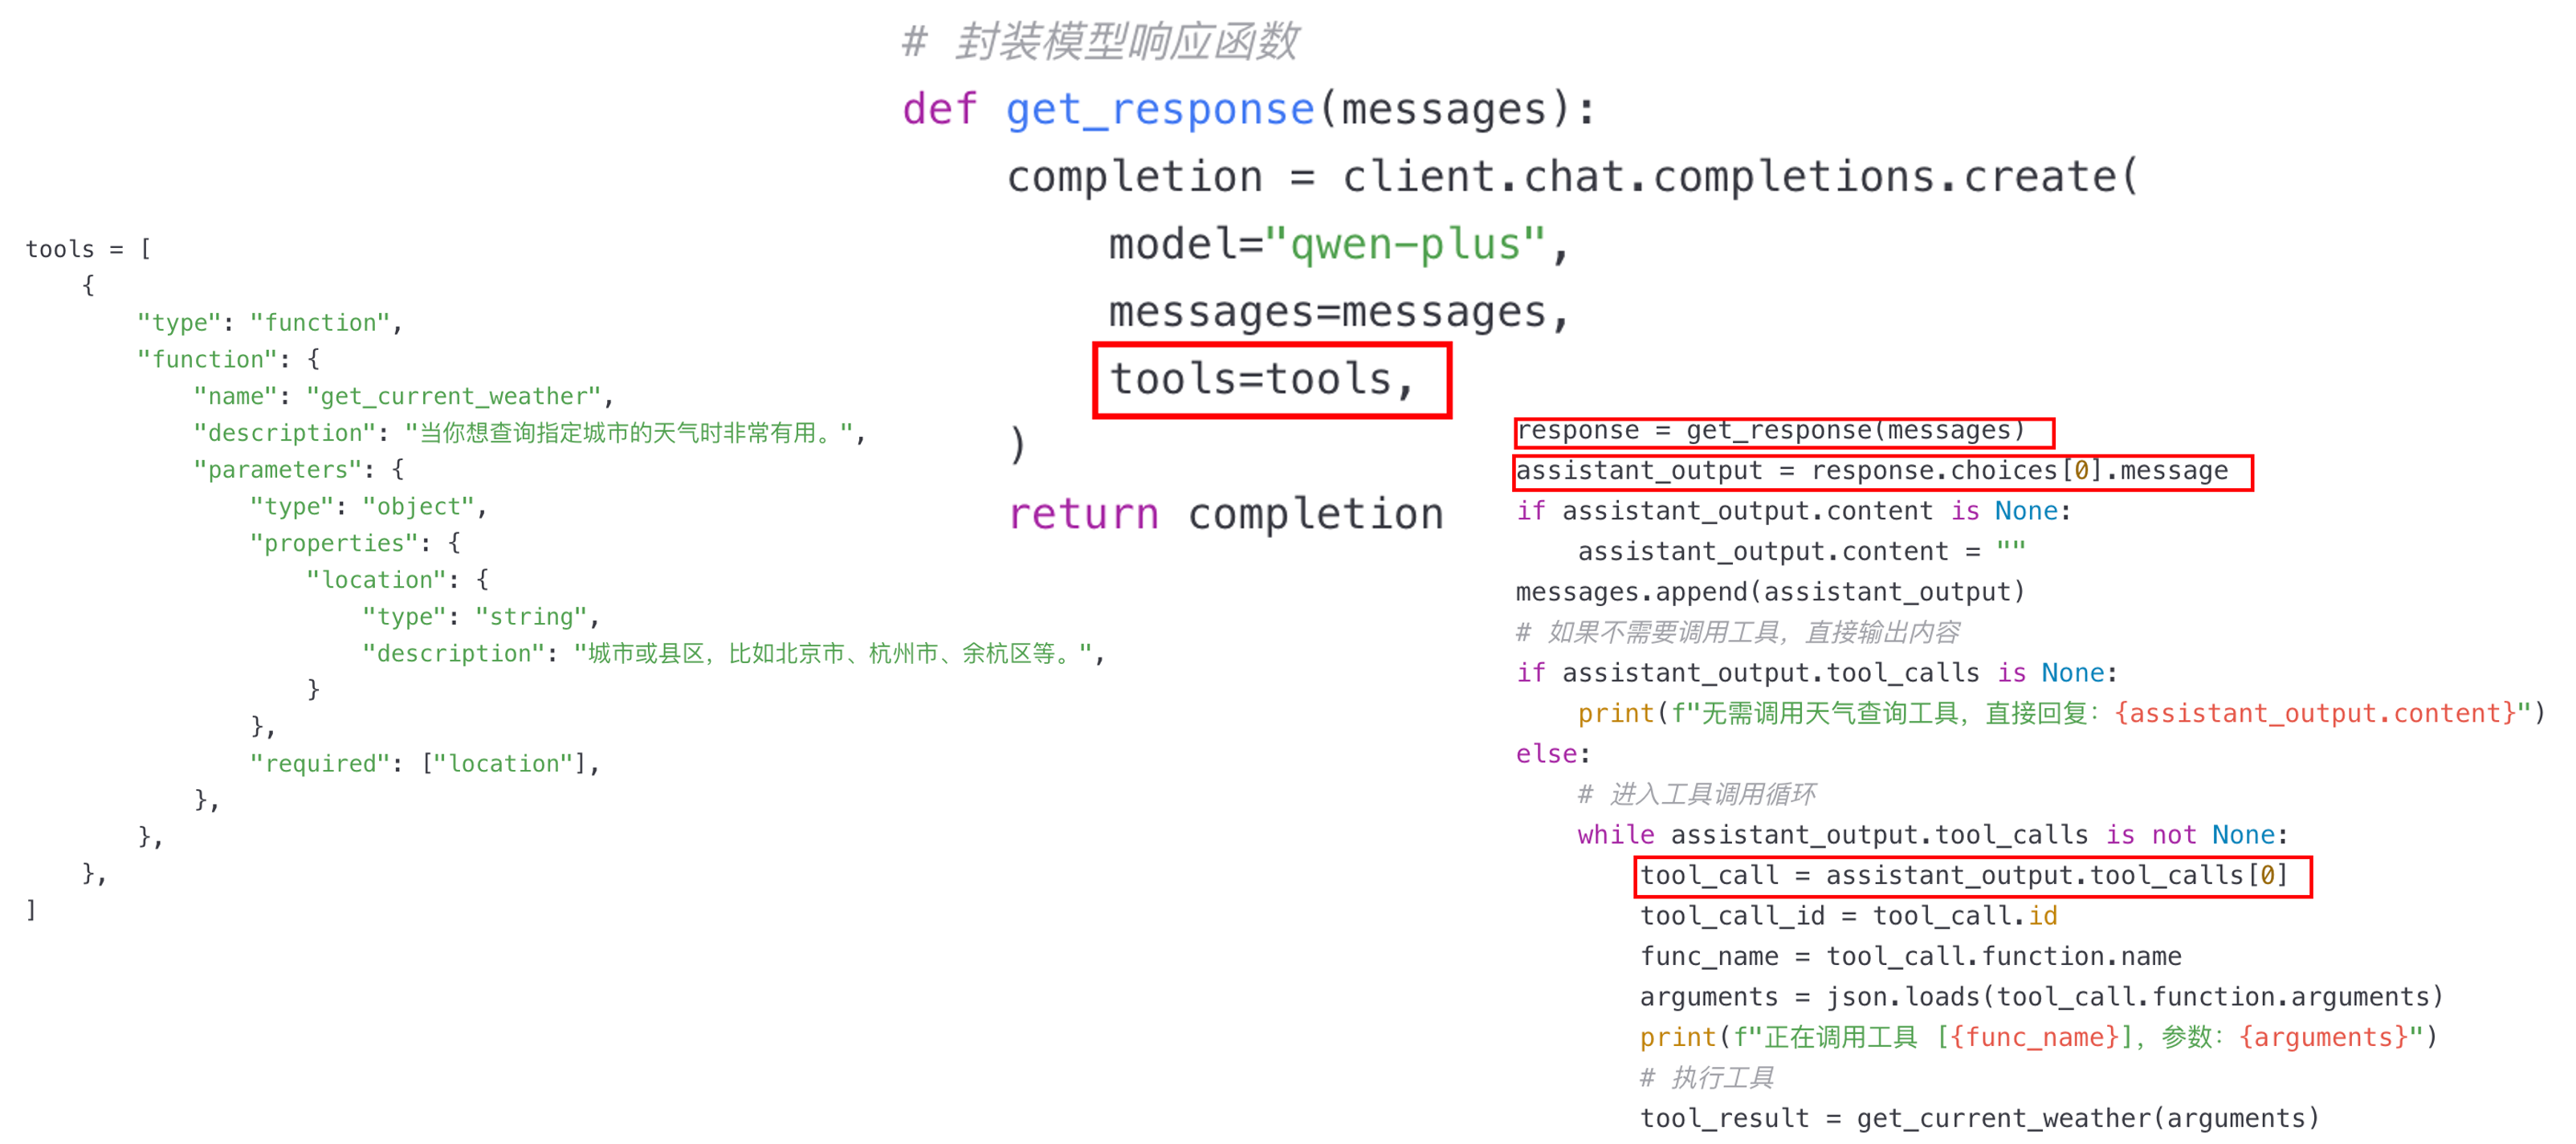 # 封装模型响应函数
def get_response(messages):
    completion = client.chat.completions.create(
        model="qwen-plus",
        messages=messages,
        tools=tools,
    )
    return completion
tools = [
    {
        "type": "function",
        "function": {
            "name": "get_current_weather",
            "description": "当你想查询指定城市的天气时非常有用。",
            "parameters": {
                "type": "object",
                "properties": {
                    "location": {
                        "type": "string",
                        "description": "城市或县区，比如北京市、杭州市、余杭区等。",
                    }
                },
                "required": ["location"],
            },
        },
    },
]
response = get_response(messages)
assistant_output = response.choices[0].message
if assistant_output.content is None:
    assistant_output.content = ""
messages.append(assistant_output)
# 如果不需要调用工具，直接输出内容
if assistant_output.tool_calls is None:
    print(f"无需调用天气查询工具，直接回复：{assistant_output.content}")
else:
    # 进入工具调用循环
    while assistant_output.tool_calls is not None:
        tool_call = assistant_output.tool_calls[0]
        tool_call_id = tool_call.id
        func_name = tool_call.function.name
        arguments = json.loads(tool_call.function.arguments)
        print(f"正在调用工具 [{func_name}]，参数：{arguments}")
        # 执行工具
        tool_result = get_current_weather(arguments)